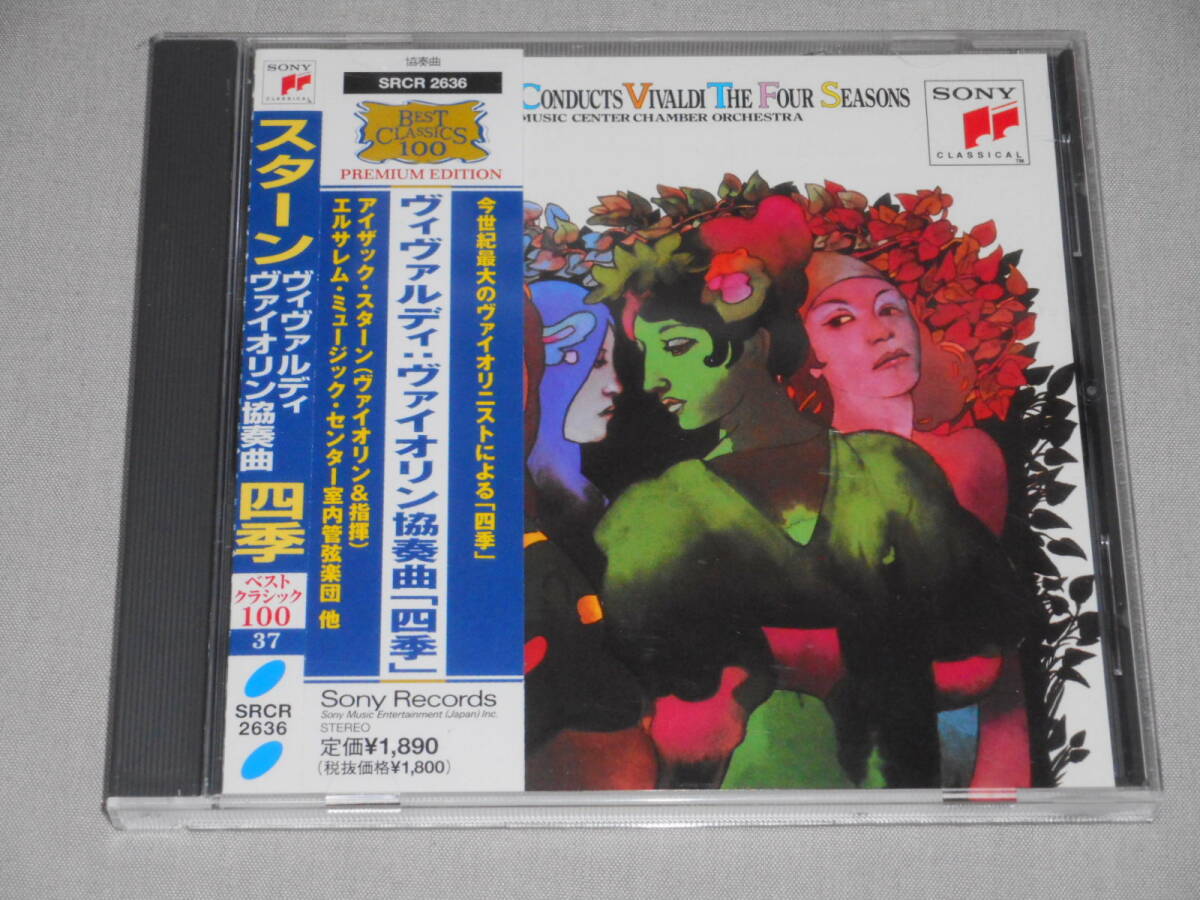 SONY
CLASSICAL
スターン
ヴィヴァルディ
ヴァイオリン協奏曲
四季
ベスト
クラシック
100
37
SRCR
2636
協奏曲
SRCR 2636
BEST
CLASSICS
100
PREMIUM EDITION
今世紀最大のヴァイオリニストによる「四季」
ヴィヴァルディ:ヴァイオリン協奏曲「四季」
アイザック・スターン(ヴァイオリン&指揮)
エルサレム・ミュージック・センター室内管弦楽団 他
Sony Records
Sony Music Entertainment (Japan) Inc.
STEREO
定価¥1,890
(税抜価格¥1,800)
CONDUCTS VIVALDI THE FOUR SEASONS
MUSIC CENTER CHAMBER ORCHESTRA
SONY
CLASSICAL
TM